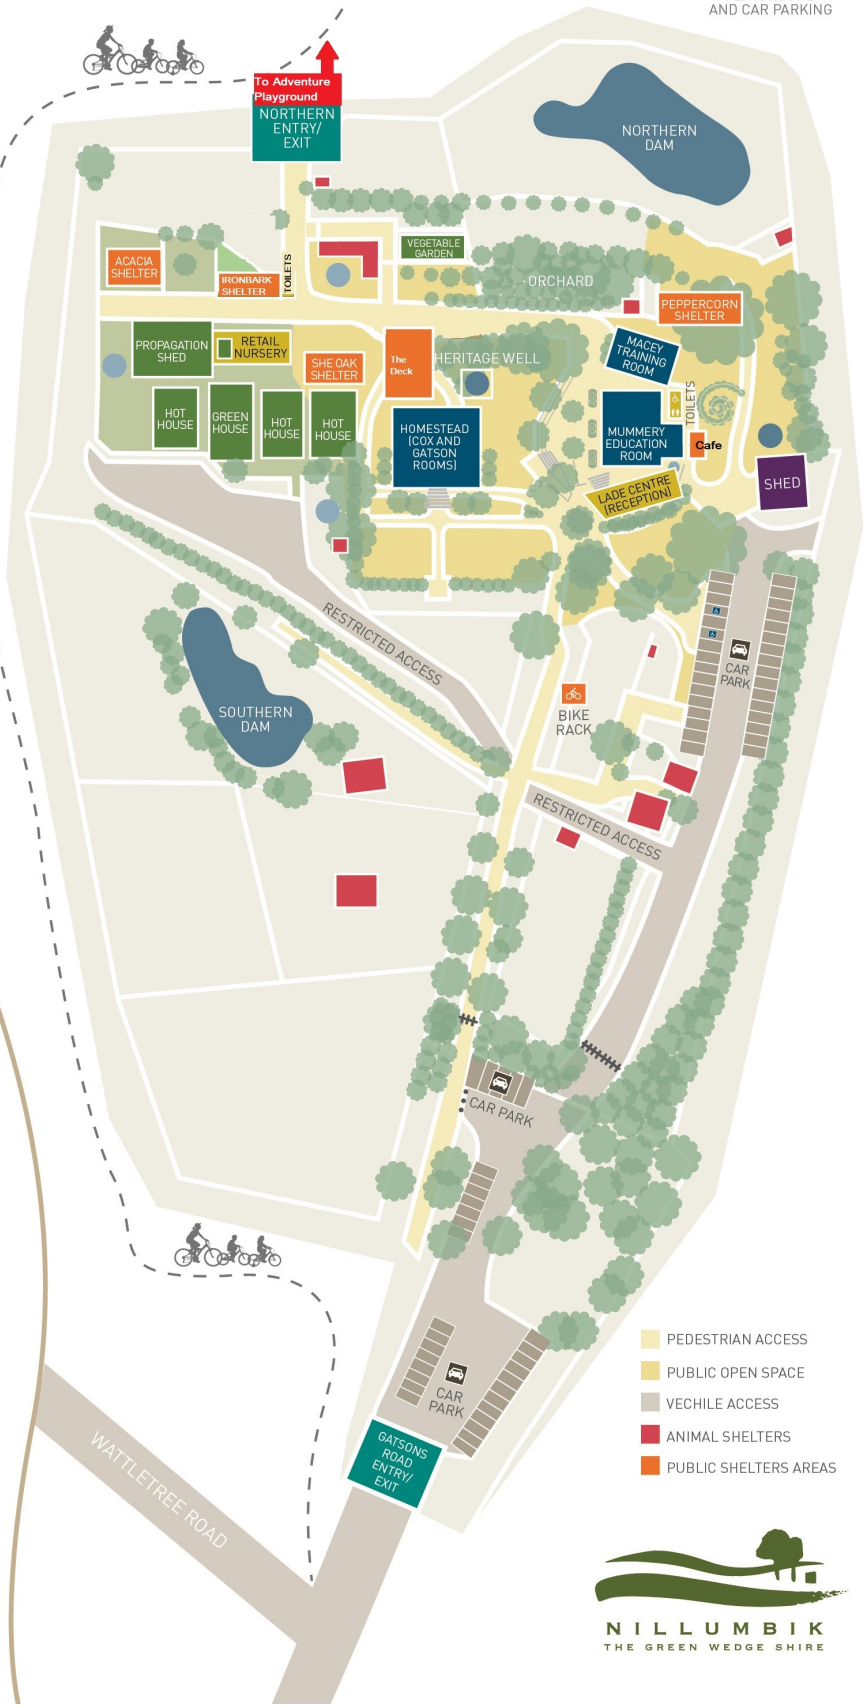 AND CAR PARKING
To Adventure
Playground
NORTHERN
ENTRY/
EXIT
NORTHERN
DAM
ACACIA
SHELTER
IRONBARK
SHELTER
TOILETS
VEGETABLE
GARDEN
ORCHARD
PEPPERCORN
SHELTER
PROPAGATION
SHED
RETAIL
NURSERY
SHE OAK
SHELTER
The
Deck
HERITAGE WELL
MACEY
TRAINING
ROOM
TOILETS
HOT
HOUSE
GREEN
HOUSE
HOT
HOUSE
HOT
HOUSE
HOMESTEAD
(COX AND
GATSON
ROOMS)
MUMMERY
EDUCATION
ROOM
Cafe
LADE CENTRE
(RECEPTION)
SHED
RESTRICTED ACCESS
CAR
PARK
SOUTHERN
DAM
BIKE
RACK
RESTRICTED ACCESS
CAR PARK
CAR
PARK
GATSONS
ROAD
ENTRY/
EXIT
WATTLETREE ROAD
PEDESTRIAN ACCESS
PUBLIC OPEN SPACE
VECHILE ACCESS
ANIMAL SHELTERS
PUBLIC SHELTERS AREAS
NILLUMBIK
THE GREEN WEDGE SHIRE